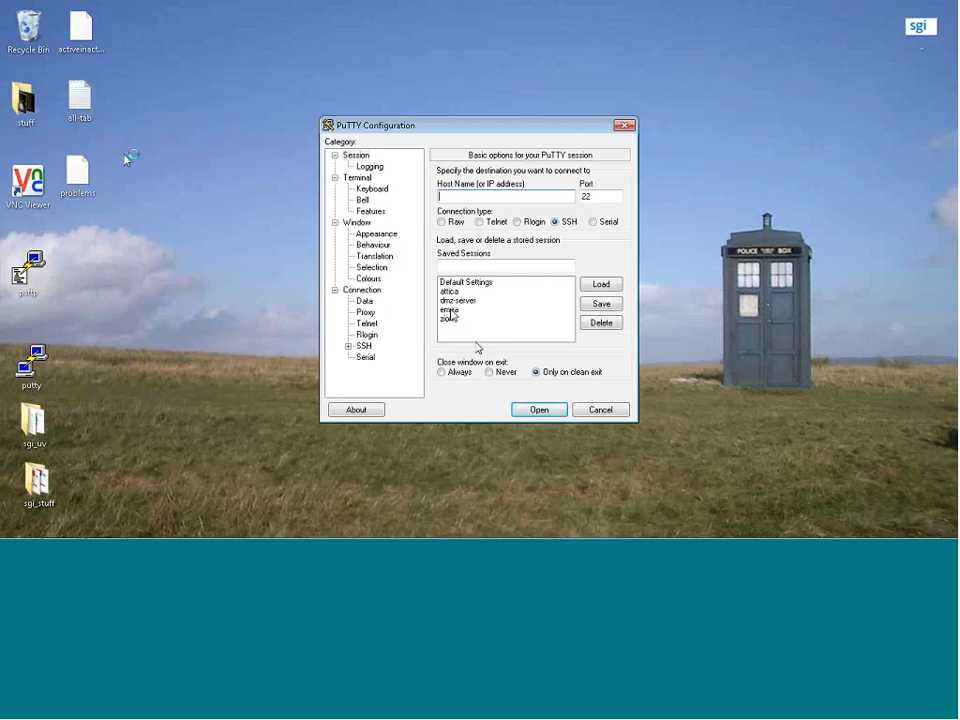 sgi
Recycle Bin
activeinact...
stuff
all-tab
VNC Viewer
problems
psftp
putty
sgi_uv
sgi_stuff
PuTTY Configuration
Category:
Session
Logging
Terminal
Keyboard
Bell
Features
Window
Appearance
Behaviour
Translation
Selection
Colours
Connection
Data
Proxy
Telnet
Rlogin
SSH
Serial
Basic options for your PuTTY session
Specify the destination you want to connect to
Host Name (or IP address)
Port
22
Connection type:
Raw
Telnet
Rlogin
SSH
Serial
Load, save or delete a stored session
Saved Sessions
Default Settings
attica
dmz-server
Load
Save
Delete
Close window on exit:
Always
Never
Only on clean exit
About
Open
Cancel
POLICE BOX